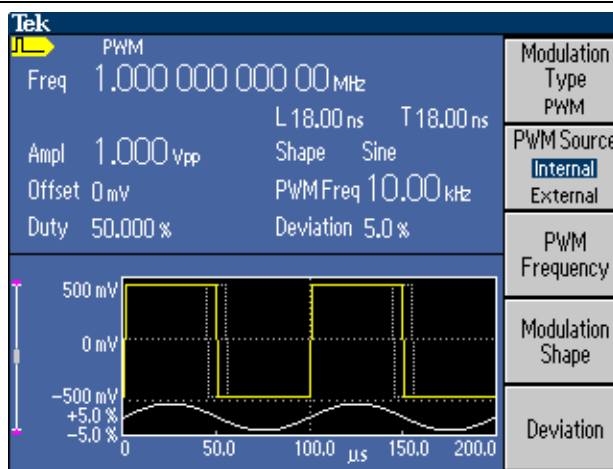 Tek
PWM
Freq 1.000 000 000 00 MHz
L 18.00 ns T 18.00 ns
Ampl 1.000 Vpp Shape Sine
Offset 0 mV PWM Freq 10.00 kHz
Duty 50.000 % Deviation 5.0 %
500 mV
0 mV
-500 mV
+5.0 %
-5.0 %
0 50.0 100.0 µs 150.0 200.0
Modulation
Type
PWM
PWM Source
Internal
External
PWM
Frequency
Modulation
Shape
Deviation